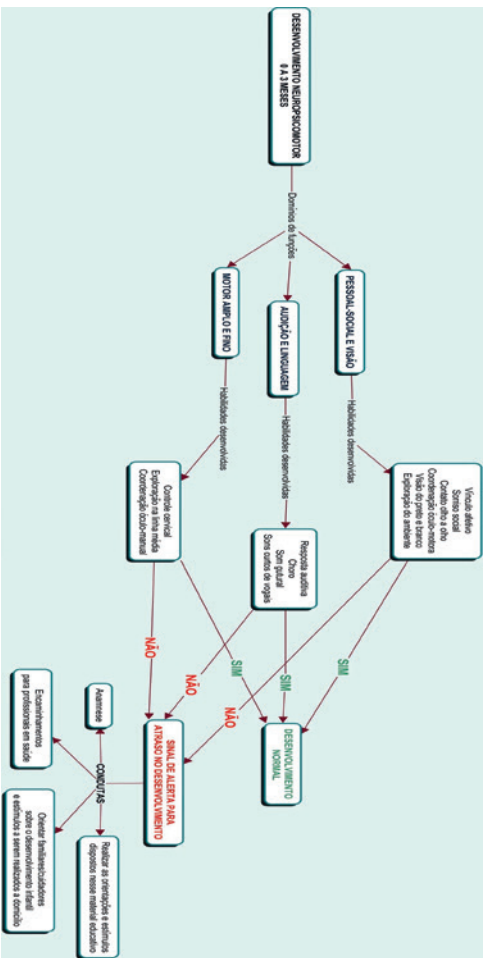 DESENVOLVIMENTO NEUROPSICOMOTOR
0 A 3 MESES
Domínios de funções
PESSOAL-SOCIAL E VISÃO
AUDIÇÃO E LINGUAGEM
MOTOR AMPLO E FINO
Habilidades desenvolvidas
Habilidades desenvolvidas
Habilidades desenvolvidas
Vínculo afetivo
Sorriso social
Contato olho a olho
Coordenação óculo-motora
Visão do preto e branco
Exploração do ambiente
Resposta auditiva
Choro
Som gutural
Sons curtos de vogais
Controle cervical
Exploração na linha média
Coordenação óculo-manual
SIM
SIM
SIM
NÃO
NÃO
NÃO
DESENVOLVIMENTO
NORMAL
SINAL DE ALERTA PARA
ATRASO NO DESENVOLVIMENTO
CONDUTAS
Anamnese
Encaminhamentos
para profissionais em saúde
Orientar familiares/cuidadores
sobre o desenvolvimento infantil
e estímulos a serem realizados a domicílio
Realizar as orientações e estímulos
dispostos nesse material educativo